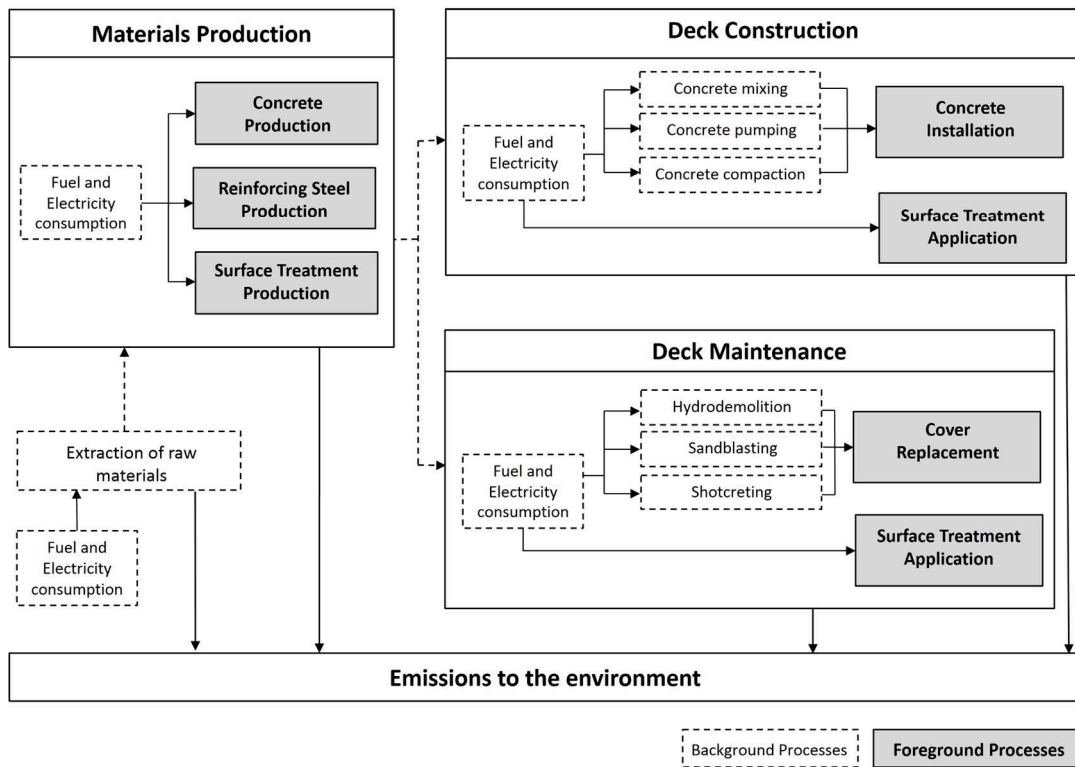 Materials Production
Concrete
Production
Fuel and
Electricity
consumption
Reinforcing Steel
Production
Surface Treatment
Production
Extraction of raw
materials
Fuel and
Electricity
consumption
Deck Construction
Fuel and
Electricity
consumption
Concrete mixing
Concrete pumping
Concrete compaction
Concrete
Installation
Surface Treatment
Application
Deck Maintenance
Fuel and
Electricity
consumption
Hydrodemolition
Sandblasting
Shotcreting
Cover
Replacement
Surface Treatment
Application
Emissions to the environment
Background Processes
Foreground Processes